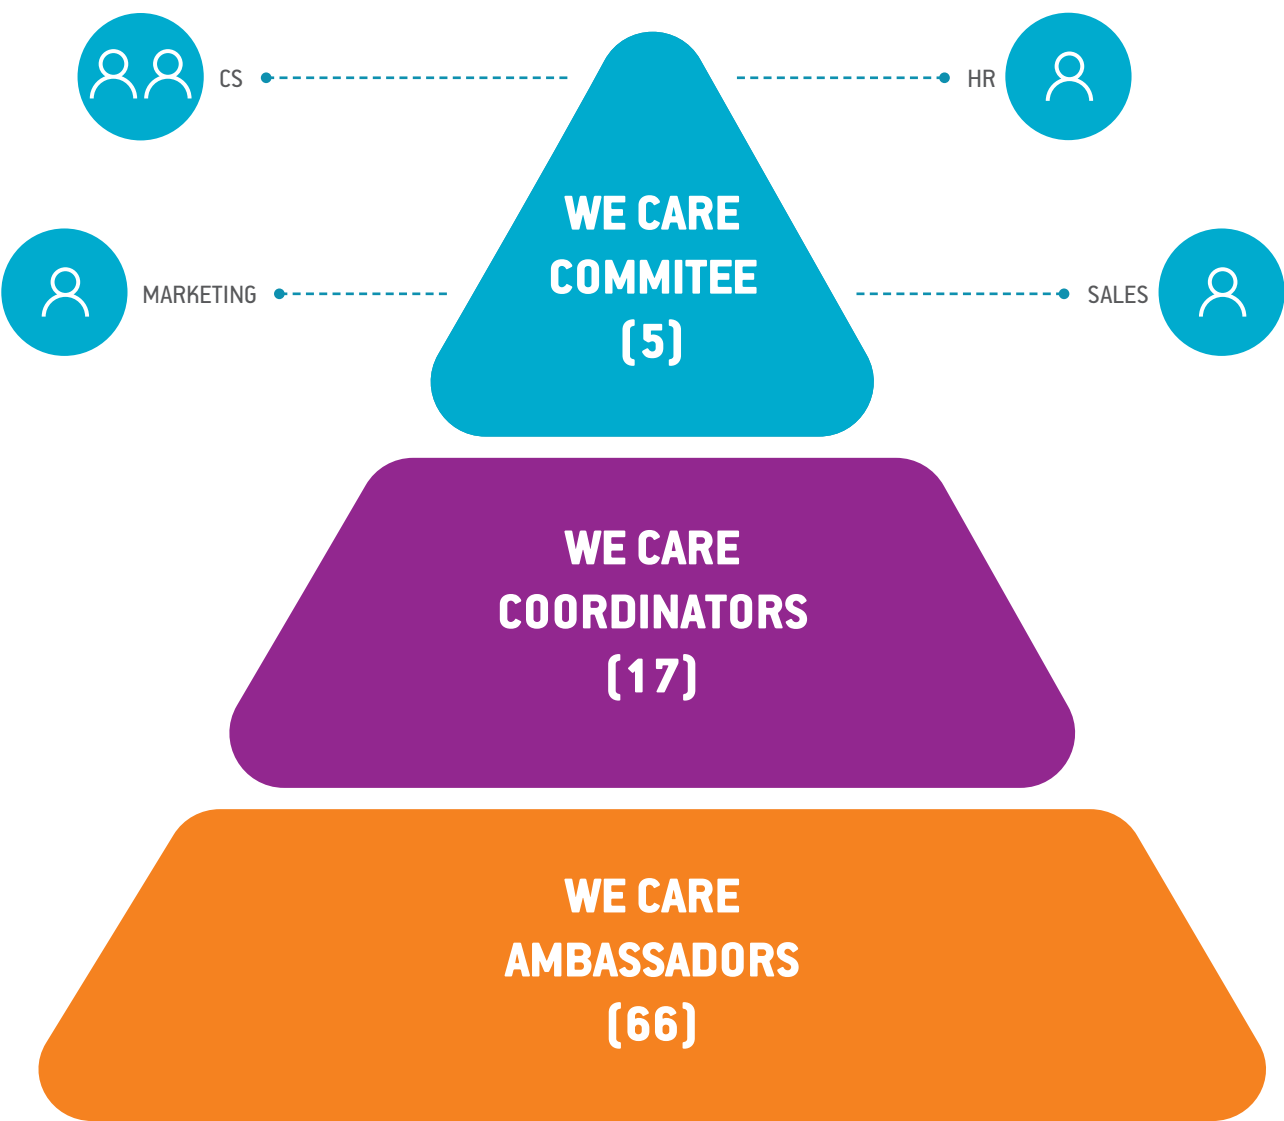 CS
HR
WE CARE
COMMITEE
(5)
MARKETING
SALES
WE CARE
COORDINATORS
(17)
WE CARE
AMBASSADORS
(66)